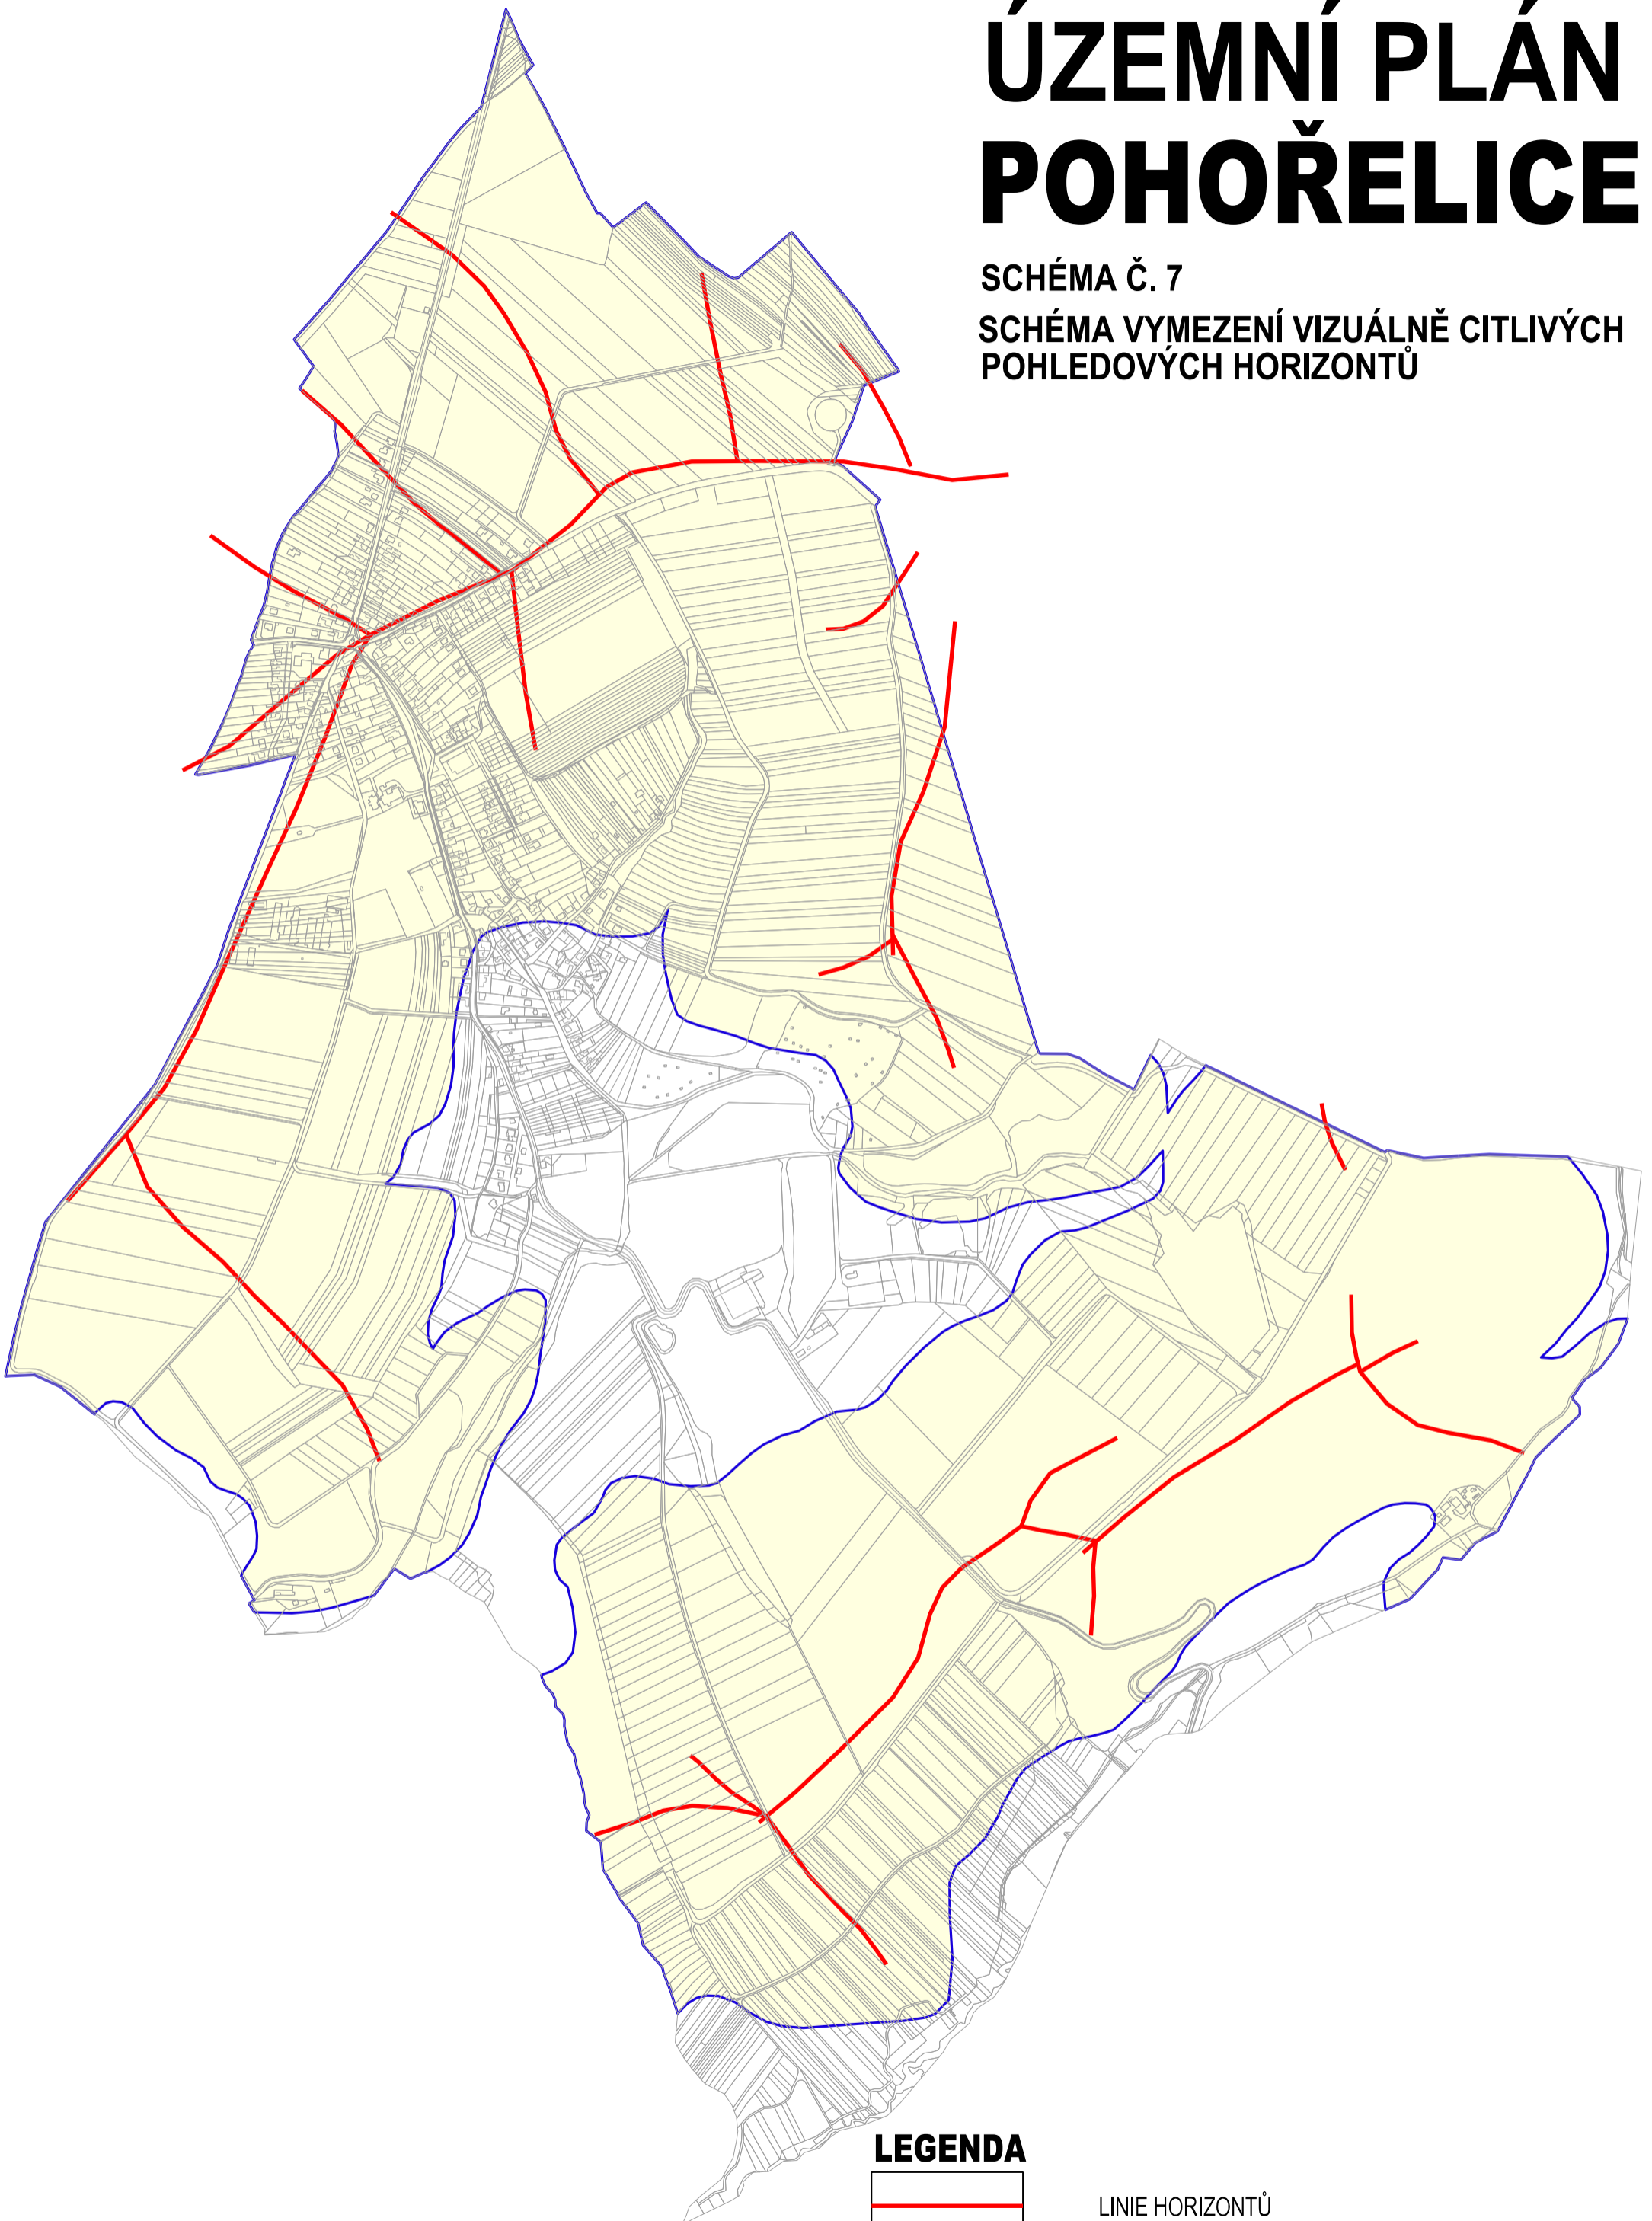 ÚZEMNÍ PLÁN
POHOŘELICE
SCHÉMA Č. 7
SCHÉMA VYMEZENÍ VIZUÁLNĚ CITLIVÝCH
POHLEDOVÝCH HORIZONTŮ
LEGENDA
LINIE HORIZONTŮ